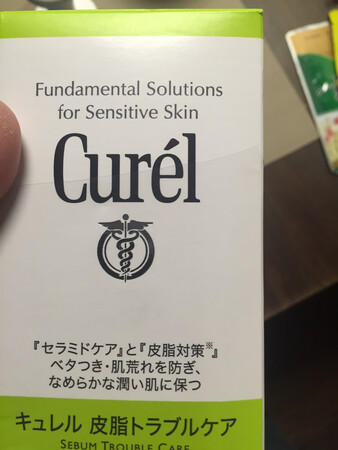 Fundamental Solutions
for Sensitive Skin
Curél
『セラミドケア』と『皮脂対策※』
ベタつき・肌荒れを防ぎ、
なめらかな潤い肌に保つ
キュレル 皮脂トラブルケア
SEBUM TROUBLE CARE